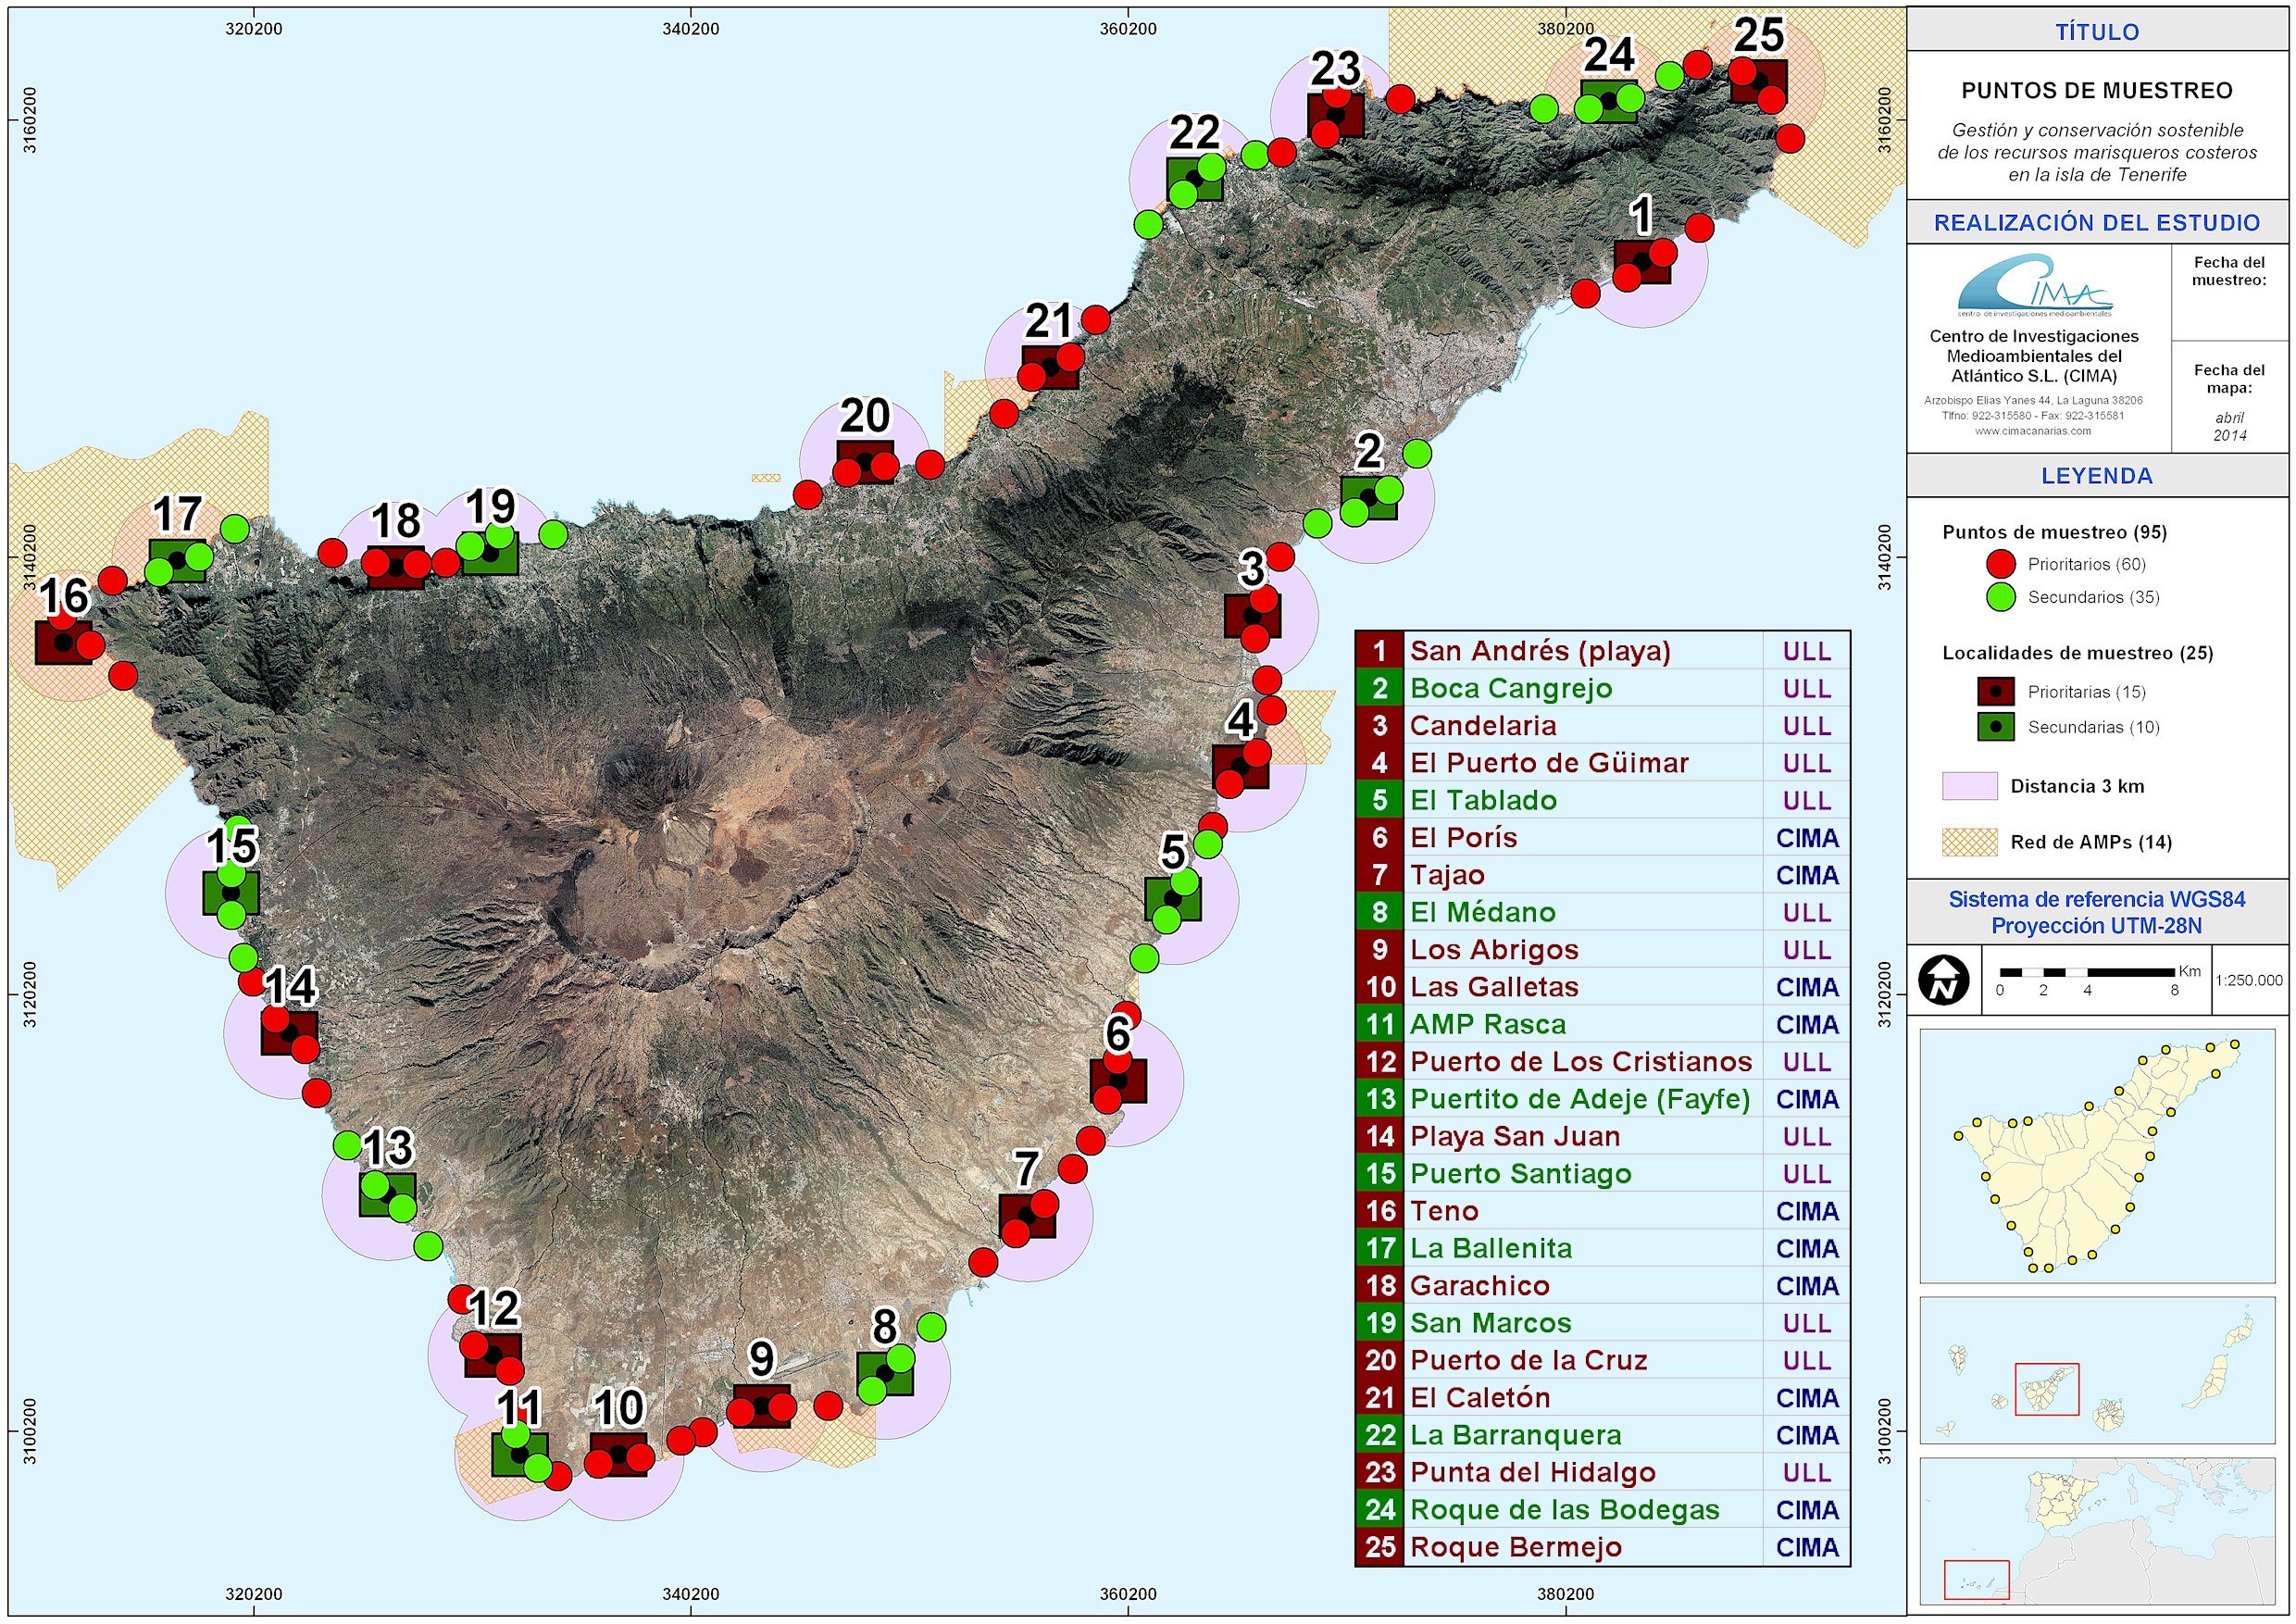 320200
340200
360200
380200
3160200
3140200
3120200
3100200
3160200
3140200
3120200
3100200
320200
340200
360200
380200
25
24
23
22
1
21
20
2
19
18
17
3
16
4
15
5
14
6
13
7
12
8
9
11
10
1 San Andrés (playa) ULL
2 Boca Cangrejo ULL
3 Candelaria ULL
4 El Puerto de Güimar ULL
5 El Tablado ULL
6 El Porís CIMA
7 Tajao CIMA
8 El Médano ULL
9 Los Abrigos ULL
10 Las Galletas CIMA
11 AMP Rasca CIMA
12 Puerto de Los Cristianos ULL
13 Puertito de Adeje (Fayfe) CIMA
14 Playa San Juan ULL
15 Puerto Santiago ULL
16 Teno CIMA
17 La Ballenita CIMA
18 Garachico CIMA
19 San Marcos ULL
20 Puerto de la Cruz ULL
21 El Caletón CIMA
22 La Barranquera CIMA
23 Punta del Hidalgo ULL
24 Roque de las Bodegas CIMA
25 Roque Bermejo CIMA
TÍTULO
PUNTOS DE MUESTREO
Gestión y conservación sostenible
de los recursos marisqueros costeros
en la isla de Tenerife
REALIZACIÓN DEL ESTUDIO
CIMA
centro de investigaciones medioambientales
Centro de Investigaciones
Medioambientales del
Atlántico S.L. (CIMA)
Arzobispo Elias Yanes 44, La Laguna 38206
Tlfno: 922-315580 - Fax: 922-315581
www.cimacanarias.com
Fecha del
muestreo:
Fecha del
mapa:
abril
2014
LEYENDA
Puntos de muestreo (95)
Prioritarios (60)
Secundarios (35)
Localidades de muestreo (25)
Prioritarias (15)
Secundarias (10)
Distancia 3 km
Red de AMPs (14)
Sistema de referencia WGS84
Proyección UTM-28N
N
Km
0 2 4 8
1:250.000